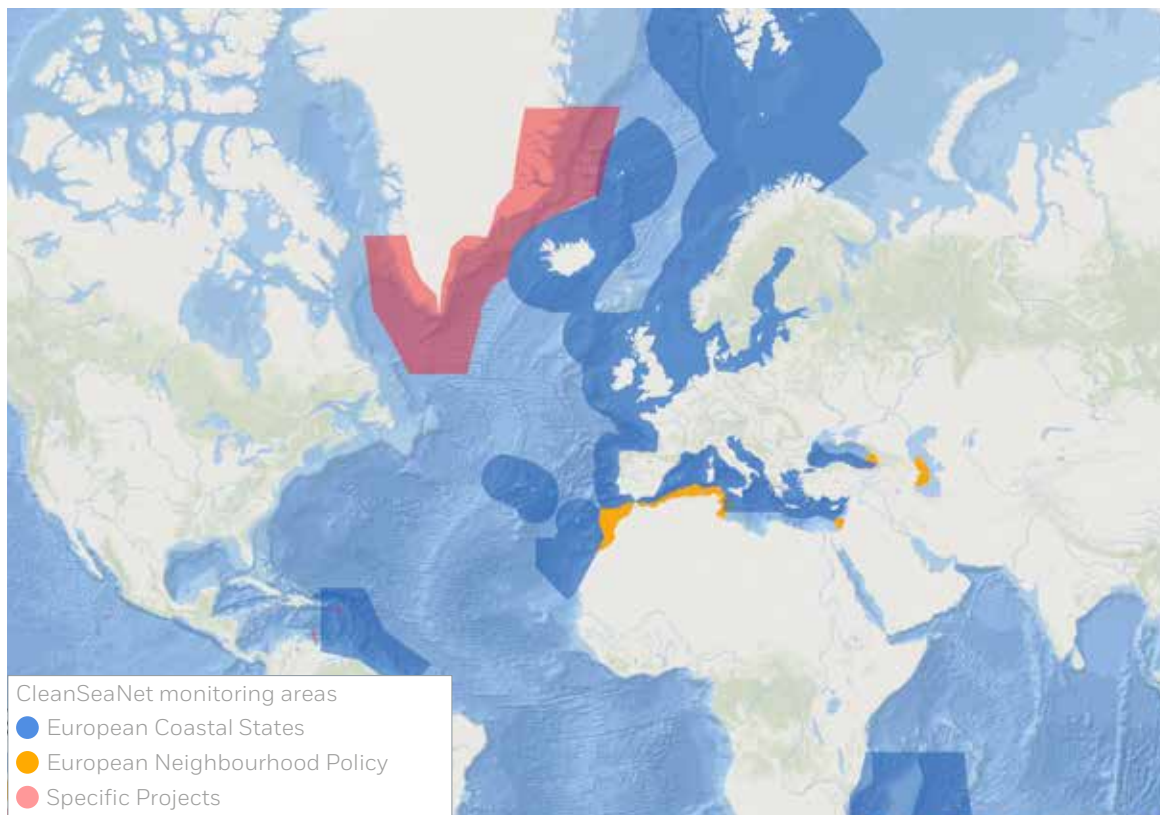 CleanSeaNet monitoring areas
European Coastal States
European Neighbourhood Policy
Specific Projects